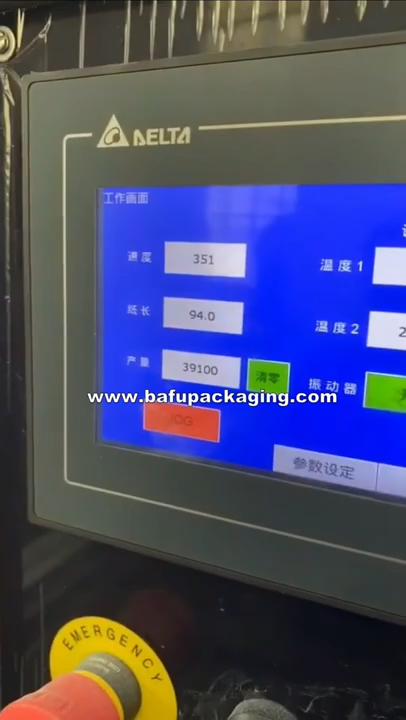 DELTA
工作画面
速度 351
温度1
纸长 94.0
温度2 2
产量 39100 清零
振动器
www.bafupackaging.com
JOG
参数设定
EMERGENCY